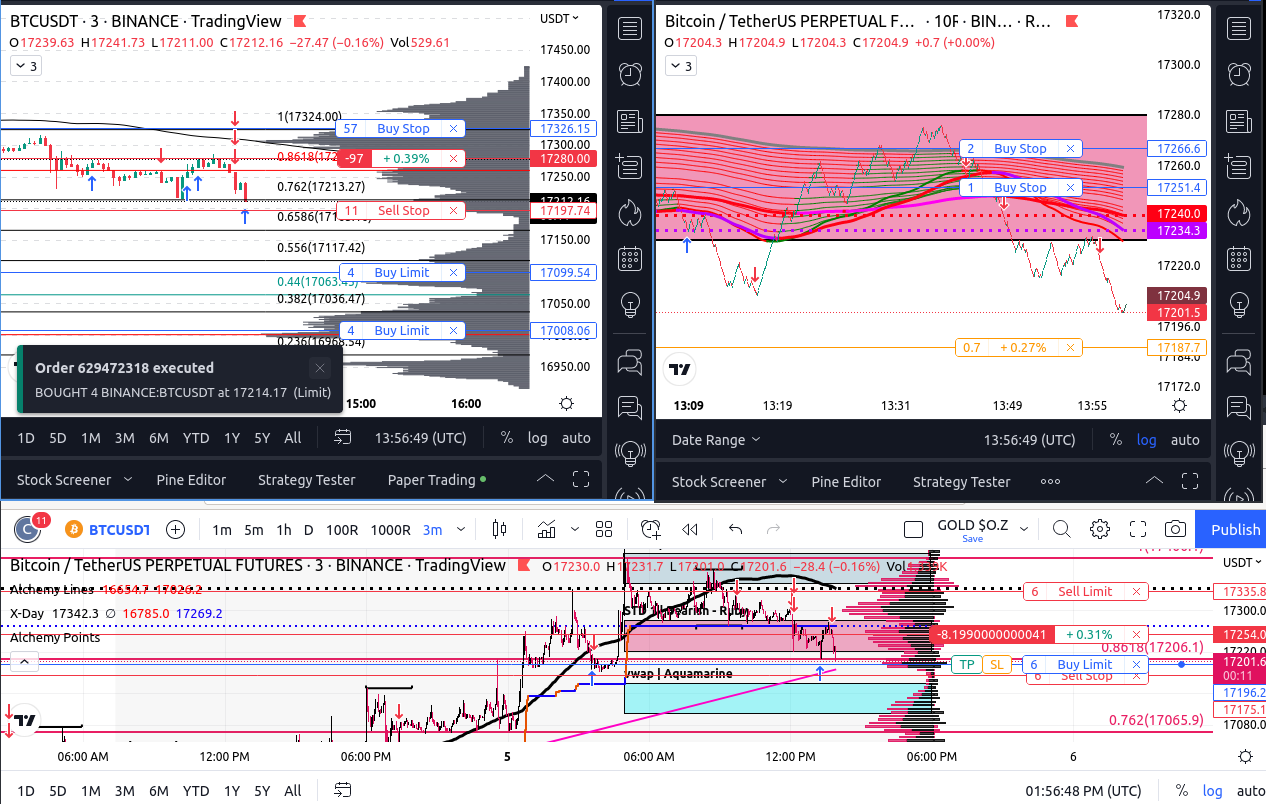 BTCUSDT · 3 · BINANCE · TradingView
USDT
O17239.63 H17241.73 L17211.00 C17212.16 −27.47 (−0.16%) Vol529.61
3
17450.00
17400.00
17350.00
1(17324.00)
57 Buy Stop
17326.15
17300.00
-97 + 0.39%
17280.00
17250.00
0.762(17213.27)
17212.16
11 Sell Stop
17197.74
17150.00
0.556(17117.42)
4 Buy Limit
17099.54
0.44(17063.45)
17050.00
0.382(17036.47)
4 Buy Limit
17008.06
0.236(16968.54)
16950.00
Order 629472318 executed
BOUGHT 4 BINANCE:BTCUSDT at 17214.17 (Limit)
15:00 16:00
1D 5D 1M 3M 6M YTD 1Y 5Y All 13:56:49 (UTC) % log auto
Stock Screener Pine Editor Strategy Tester Paper Trading
Bitcoin / TetherUS PERPETUAL F... · 10R · BIN... · R...
O17204.3 H17204.9 L17204.3 C17204.9 +0.7 (+0.00%)
3
17320.0
17300.0
17280.0
2 Buy Stop
17266.6
17260.0
1 Buy Stop
17251.4
17240.0
17234.3
17220.0
17204.9
17201.5
17196.0
0.7 + 0.27%
17187.7
17184.0
17172.0
13:09 13:19 13:31 13:49 13:55
Date Range 13:56:49 (UTC) % log auto
Stock Screener Pine Editor Strategy Tester
C 11 BTCUSDT 1m 5m 1h D 100R 1000R 3m GOLD $O.Z Save Publish
Bitcoin / TetherUS PERPETUAL FUTURES · 3 · BINANCE · TradingView
O17230.0 H17231.7 L17201.0 C17201.6 −28.4 (−0.16%)
USDT
Alchemy Lines 16654.7 17826.2
X-Day 17342.3 ∅ 16785.0 17269.2
Alchemy Points
6 Sell Limit
17335.8
17300.0
-8.1990000000041 + 0.31%
17254.0
0.8618(17206.1)
17220.0
TP SL 6 Buy Limit
17201.6
00:11
6 Sell Stop
17196.2
17175.1
vwap | Aquamarine
0.762(17065.9)
17080.0
06:00 AM 12:00 PM 06:00 PM 5 06:00 AM 12:00 PM 06:00 PM 6
1D 5D 1M 3M 6M YTD 1Y 5Y All 01:56:48 PM (UTC) % log auto